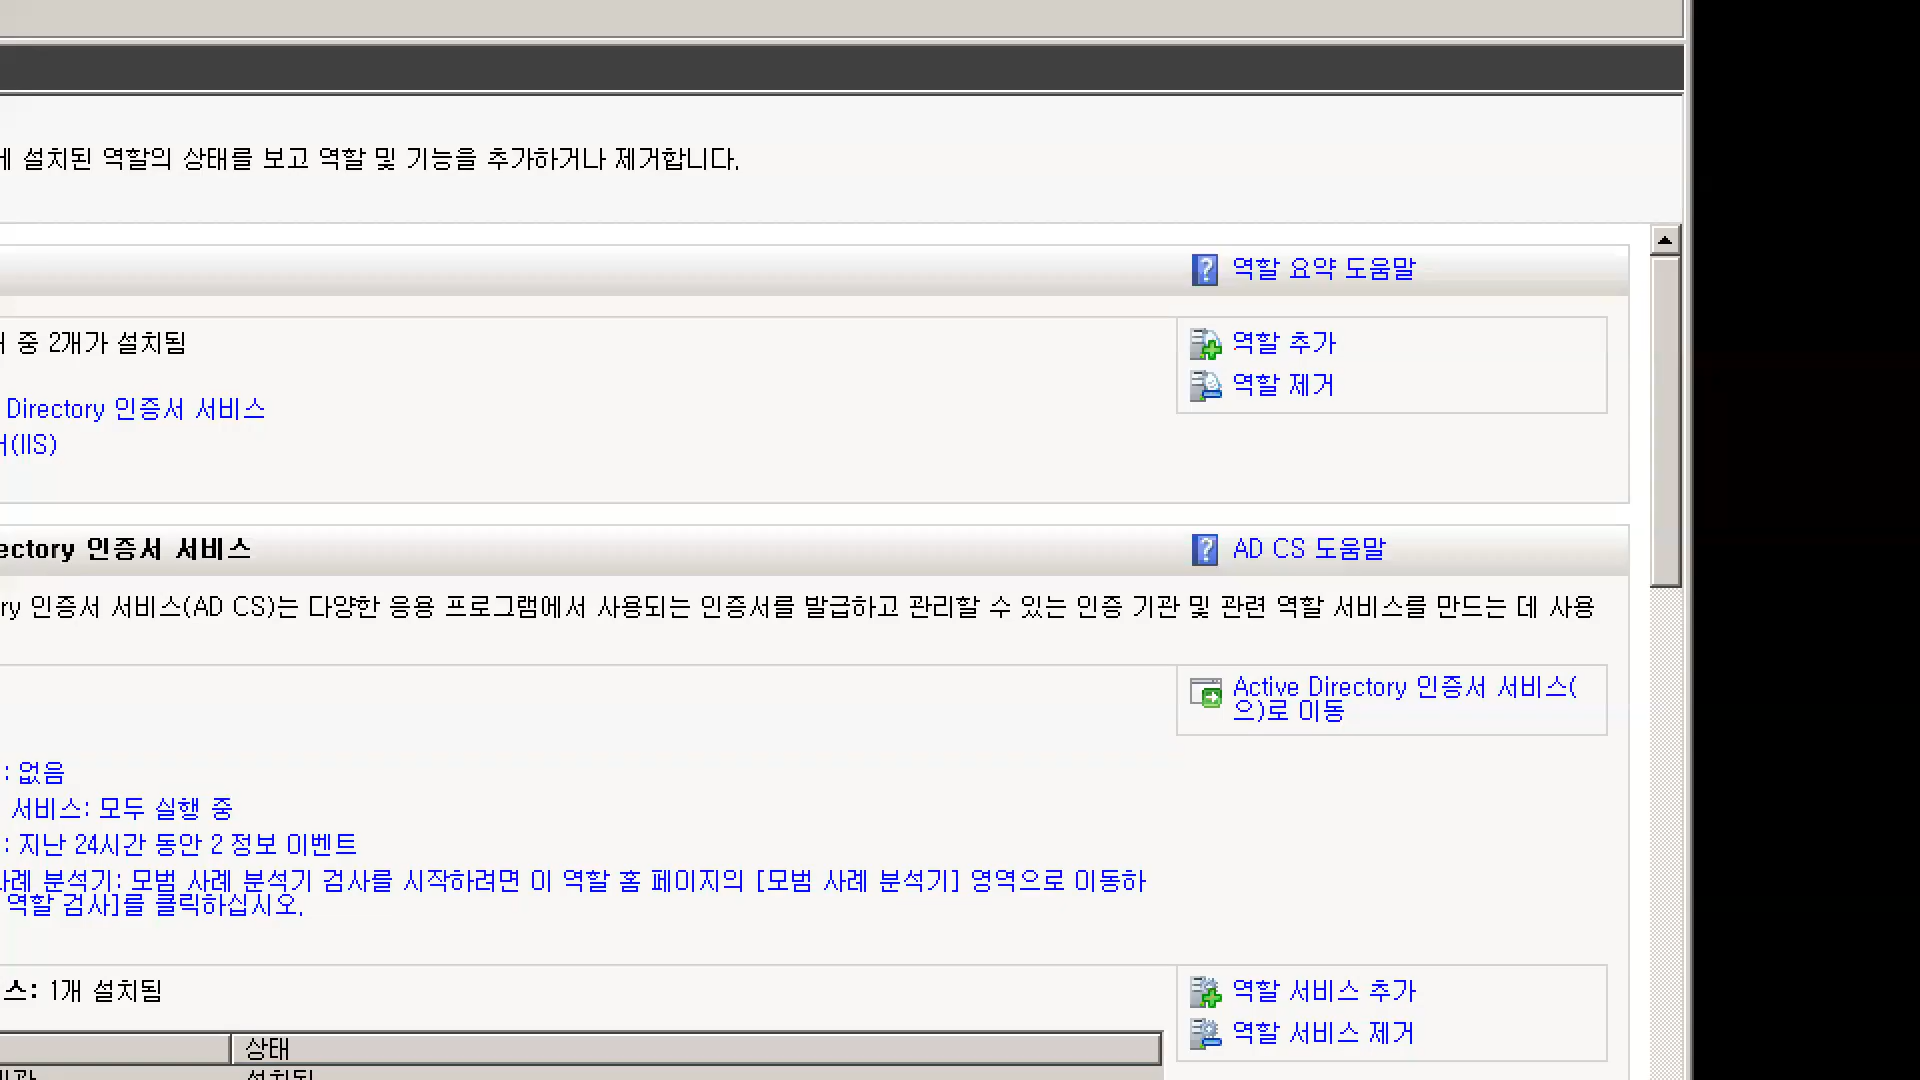 설치된 역할의 상태를 보고 역할 및 기능을 추가하거나 제거합니다.
역할 요약 도움말
중 2개가 설치됨
역할 추가
역할 제거
Directory 인증서 서비스
(IIS)
ectory 인증서 서비스
AD CS 도움말
ry 인증서 서비스(AD CS)는 다양한 응용 프로그램에서 사용되는 인증서를 발급하고 관리할 수 있는 인증 기관 및 관련 역할 서비스를 만드는 데 사용
Active Directory 인증서 서비스(
으)로 이동
: 없음
서비스: 모두 실행 중
: 지난 24시간 동안 2 정보 이벤트
사례 분석기: 모범 사례 분석기 검사를 시작하려면 이 역할 홈 페이지의 [모범 사례 분석기] 영역으로 이동하
역할 검사]를 클릭하십시오.
스: 1개 설치됨
역할 서비스 추가
역할 서비스 제거
상태
설치됨